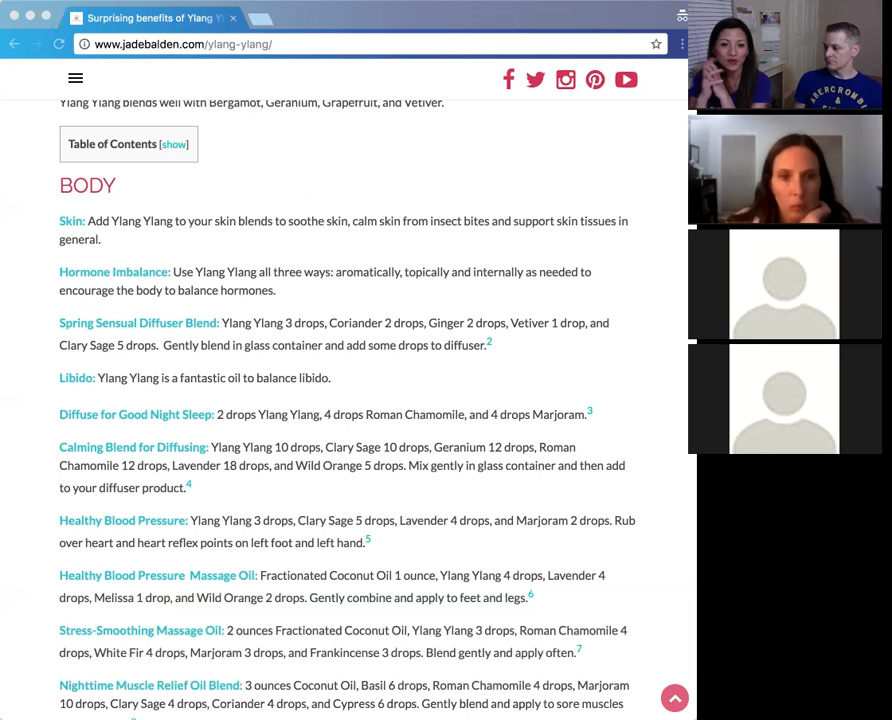 Surprising benefits of Ylang Y
www.jadebalden.com/ylang-ylang/
Ylang Ylang blends well with Bergamot, Geranium, Grapefruit, and Vetiver.
Table of Contents [show]
BODY
Skin: Add Ylang Ylang to your skin blends to soothe skin, calm skin from insect bites and support skin tissues in
general.
Hormone Imbalance: Use Ylang Ylang all three ways: aromatically, topically and internally as needed to
encourage the body to balance hormones.
Spring Sensual Diffuser Blend: Ylang Ylang 3 drops, Coriander 2 drops, Ginger 2 drops, Vetiver 1 drop, and
Clary Sage 5 drops. Gently blend in glass container and add some drops to diffuser.2
Libido: Ylang Ylang is a fantastic oil to balance libido.
Diffuse for Good Night Sleep: 2 drops Ylang Ylang, 4 drops Roman Chamomile, and 4 drops Marjoram.3
Calming Blend for Diffusing: Ylang Ylang 10 drops, Clary Sage 10 drops, Geranium 12 drops, Roman
Chamomile 12 drops, Lavender 18 drops, and Wild Orange 5 drops. Mix gently in glass container and then add
to your diffuser product.4
Healthy Blood Pressure: Ylang Ylang 3 drops, Clary Sage 5 drops, Lavender 4 drops, and Marjoram 2 drops. Rub
over heart and heart reflex points on left foot and left hand.5
Healthy Blood Pressure Massage Oil: Fractionated Coconut Oil 1 ounce, Ylang Ylang 4 drops, Lavender 4
drops, Melissa 1 drop, and Wild Orange 2 drops. Gently combine and apply to feet and legs.6
Stress-Smoothing Massage Oil: 2 ounces Fractionated Coconut Oil, Ylang Ylang 3 drops, Roman Chamomile 4
drops, White Fir 4 drops, Marjoram 3 drops, and Frankincense 3 drops. Blend gently and apply often.7
Nighttime Muscle Relief Oil Blend: 3 ounces Coconut Oil, Basil 6 drops, Roman Chamomile 4 drops, Marjoram
10 drops, Clary Sage 4 drops, Coriander 4 drops, and Cypress 6 drops. Gently blend and apply to sore muscles
ABERCROMBIE
&